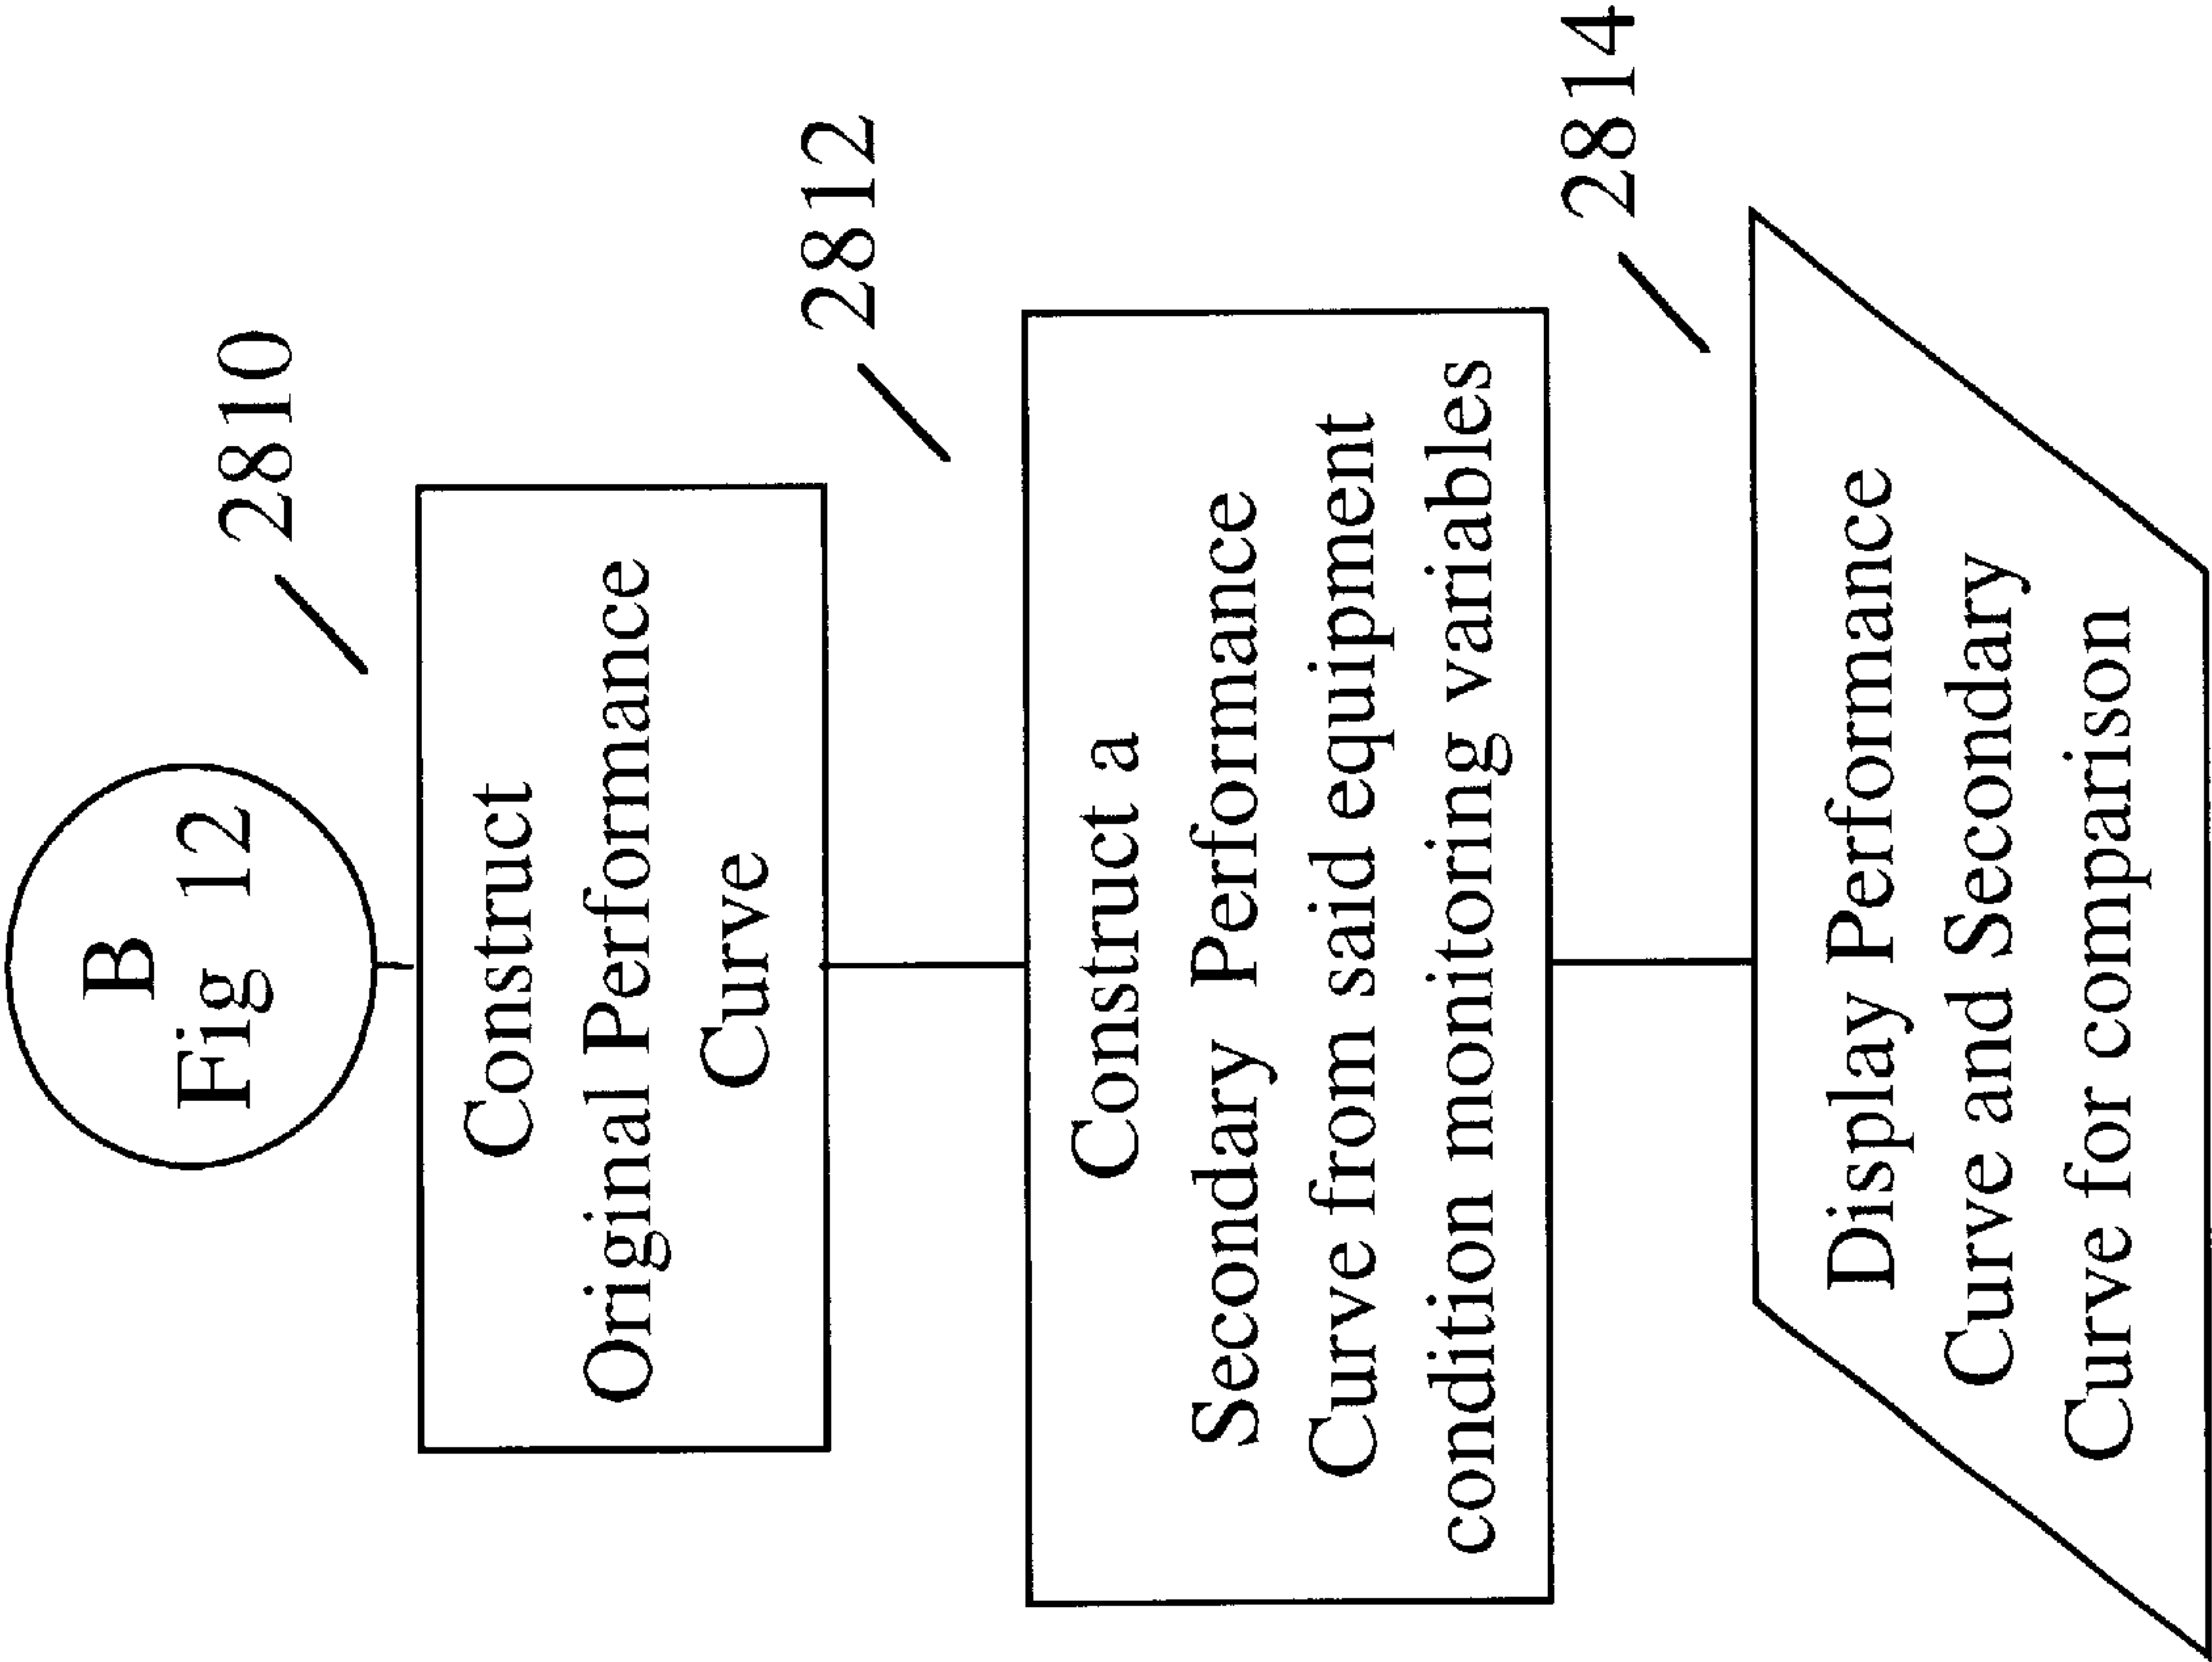 B
Fig 12
2810
Construct
Original Perfomance
Curve
2812
Construct a
Secondary Performance
Curve from said equipment
condition monitoring variables
2814
Display Performance
Curve and Secondary
Curve for comparison